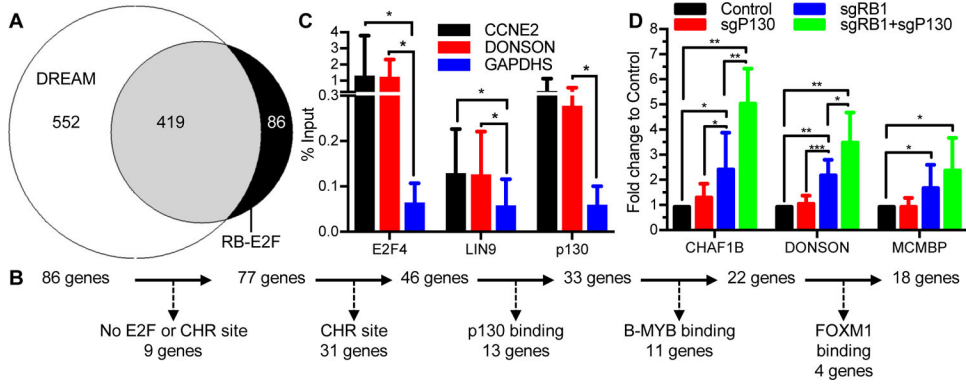 A
DREAM
552
419
86
RB-E2F
C
CCNE2
DONSON
GAPDHS
% Input
4
3
2
1
0.2
0.1
0.0
*
*
*
*
*
E2F4
LIN9
p130
D
Control
sgP130
sgRB1
sgRB1+sgP130
Fold change to Control
8
7
6
5
4
3
2
1
0
**
**
*
*
**
*
**
***
*
*
CHAF1B
DONSON
MCMBP
B
86 genes
77 genes
46 genes
33 genes
22 genes
18 genes
No E2F or CHR site
9 genes
CHR site
31 genes
p130 binding
13 genes
B-MYB binding
11 genes
FOXM1
binding
4 genes